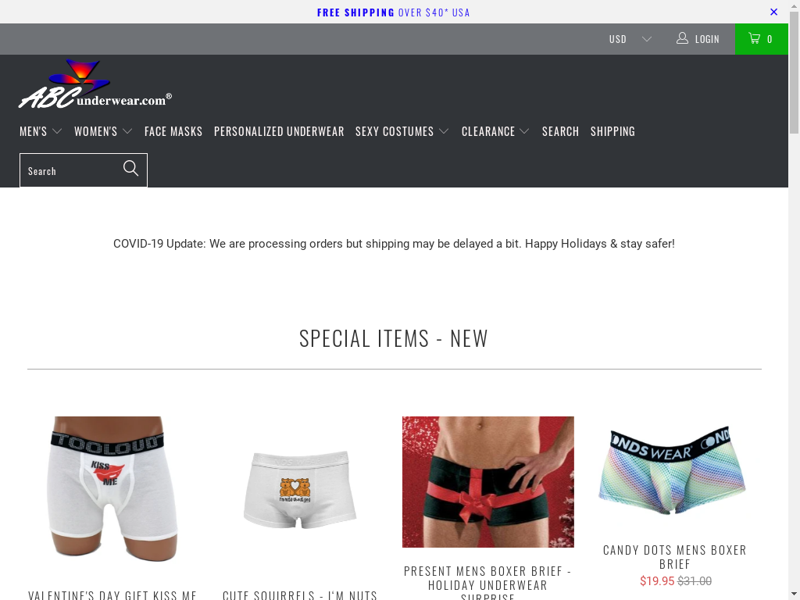 FREE SHIPPING OVER $40* USA
USD LOGIN 0
ABCunderwear.com®
MEN'S WOMEN'S FACE MASKS PERSONALIZED UNDERWEAR SEXY COSTUMES CLEARANCE SEARCH SHIPPING
Search
COVID-19 Update: We are processing orders but shipping may be delayed a bit. Happy Holidays & stay safer!
SPECIAL ITEMS - NEW
TOOLOUD
KISS
ME
NDSWEAR
CANDY DOTS MENS BOXER
BRIEF
$19.95 $31.00
PRESENT MENS BOXER BRIEF -
HOLIDAY UNDERWEAR
SURPRISE
VALENTINE'S DAY GIFT KISS ME
CUTE SQUIRRELS - I'M NUTS